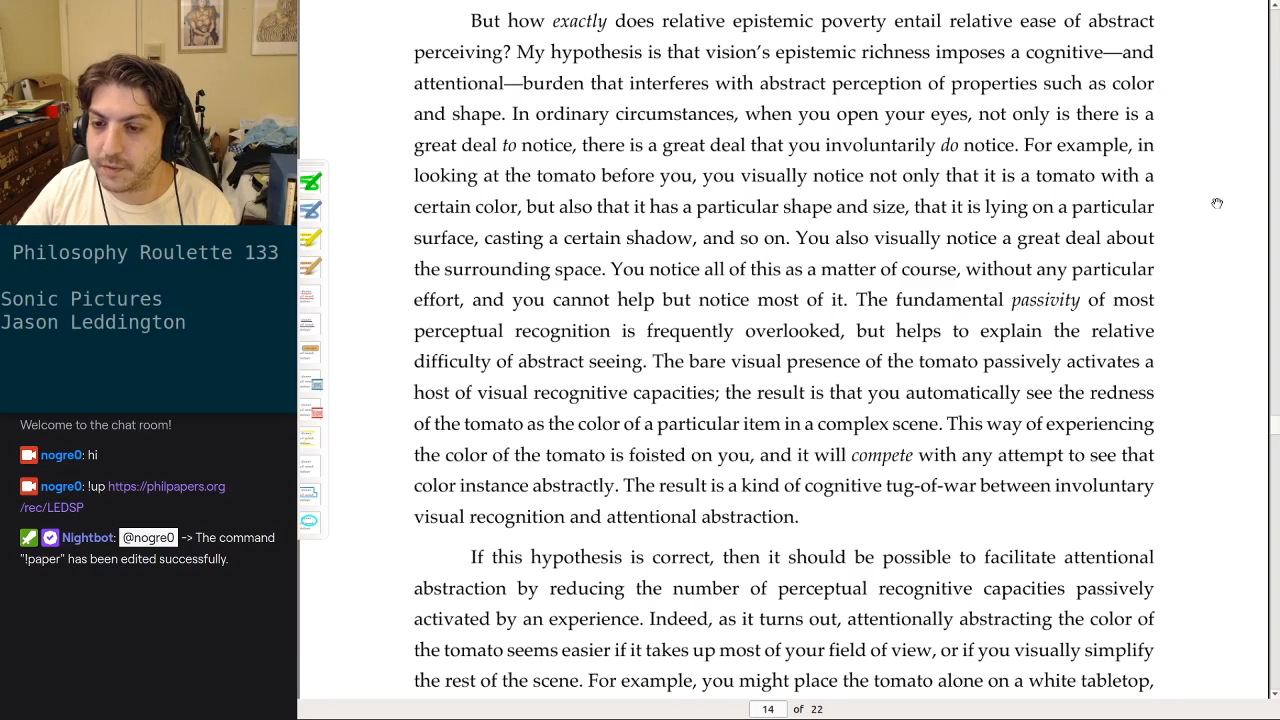 Philosophy Roulette 133
Sonic Pictures
Jason Leddington
Welcome to the chat room!
nogre0: hi
nogre0: !up https://philpapers.org
/rec/LEDSP
Nightbot: @nogre0 -> The command
"!paper" has been edited successfully.
But how exactly does relative epistemic poverty entail relative ease of abstract
perceiving? My hypothesis is that vision's epistemic richness imposes a cognitive—and
attentional—burden that interferes with abstract perception of properties such as color
and shape. In ordinary circumstances, when you open your eyes, not only is there is a
great deal to notice, there is a great deal that you involuntarily do notice. For example, in
looking at the tomato before you, you visually notice not only that it is a tomato with a
certain color, but also that it has a particular shape and size, that it is lying on a particular
surface, casting a certain shadow, and so on. You also visually notice a great deal about
the surrounding space. You notice all of this as a matter of course, without any particular
effort, and you cannot help but notice most of it. This dynamic of constraining most
perceptual recognition is frequently overlooked, but it is key to explaining the relative
difficulty of abstract seeing. The bottom-up process of seeing the tomato actively recruits a
host of visual recognitive capacities. The result is that you automatically see the redness
of the tomato as the color of an object in a complex scene. This way of experiencing
the color of the tomato is forced on you, and it will compete with any attempt to see that
color instance abstractly. The result is a kind of cognitive tug-of-war between involuntary
visual recognition and attentional abstraction.
If this hypothesis is correct, then it should be possible to facilitate attentional
abstraction by reducing the number of perceptual recognitive capacities passively
activated by an experience. Indeed, as it turns out, attentionally abstracting the color of
the tomato seems easier if it takes up most of your field of view, or if you visually simplify
the rest of the scene. For example, you might place the tomato alone on a white tabletop,
14 of 22